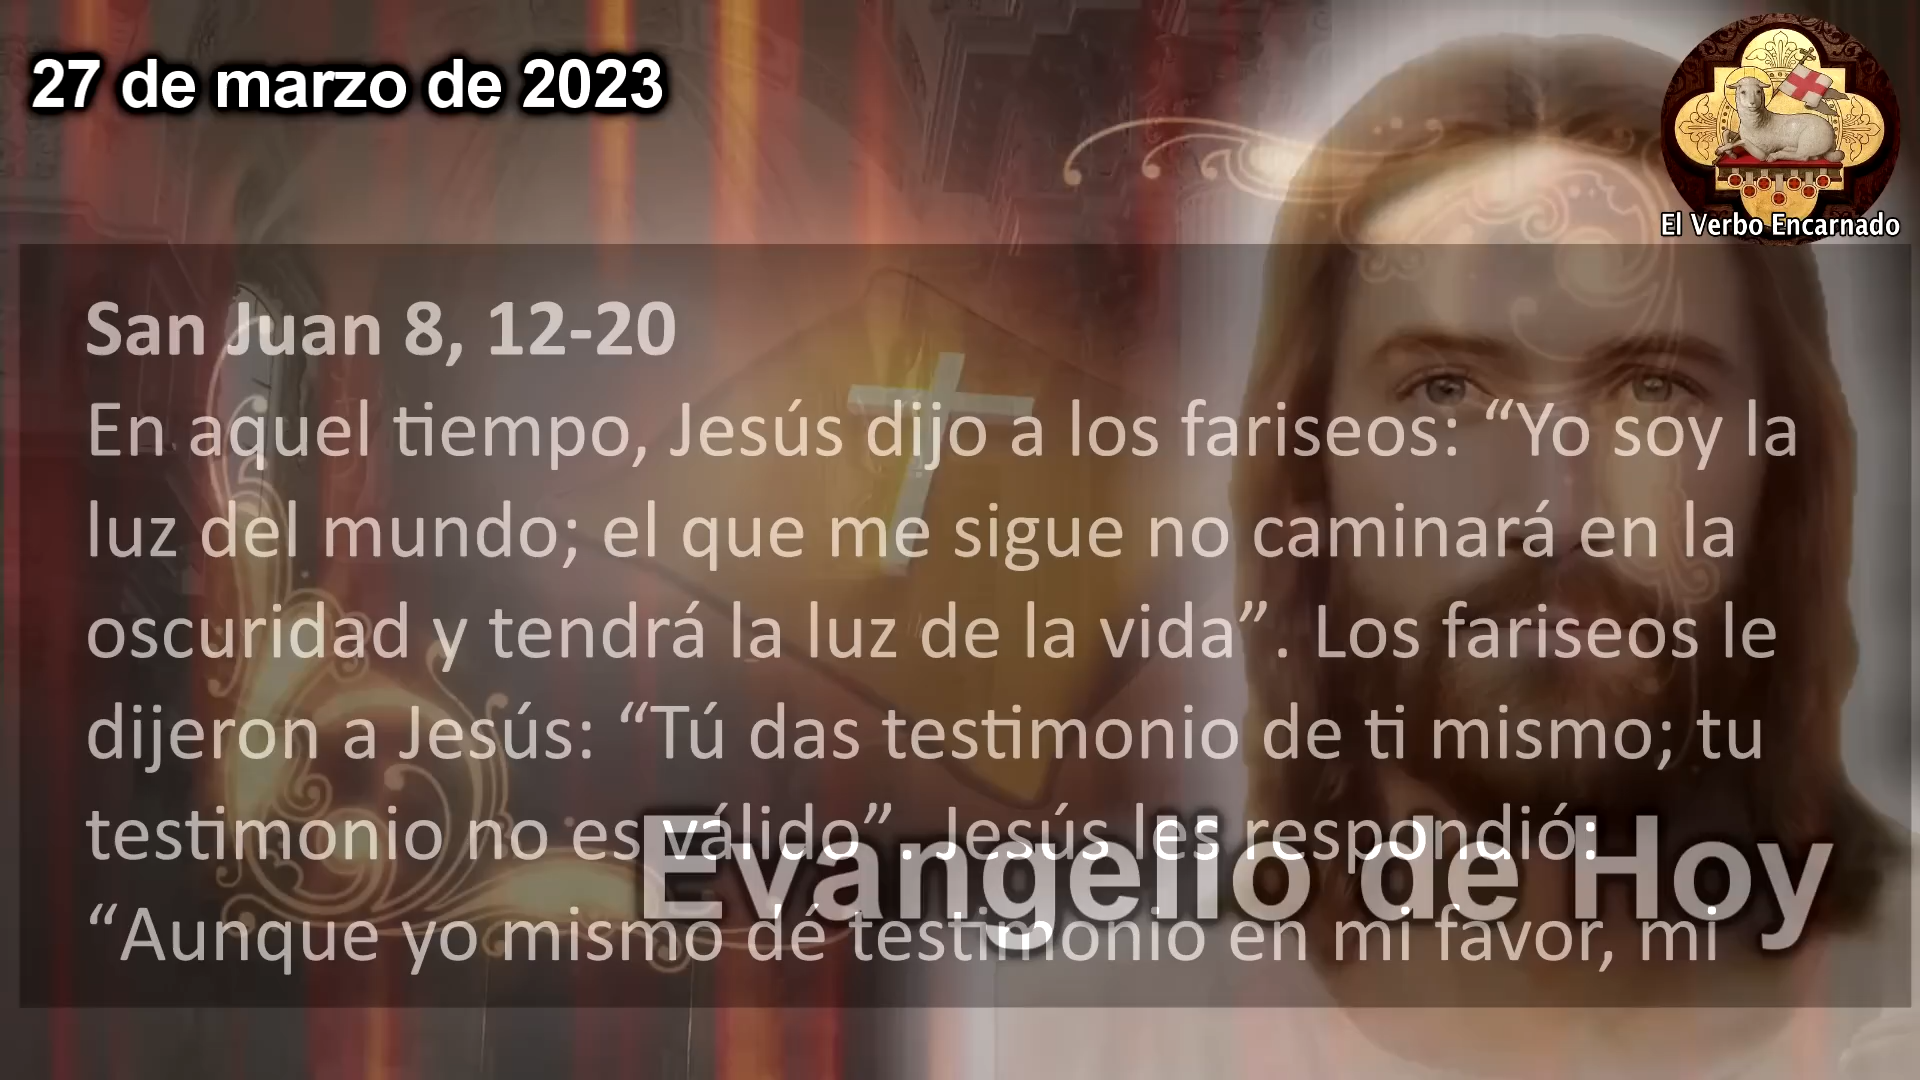 27 de marzo de 2023
El Verbo Encarnado
San Juan 8, 12-20
En aquel tiempo, Jesús dijo a los fariseos: “Yo soy la
luz del mundo; el que me sigue no caminará en la
oscuridad y tendrá la luz de la vida”. Los fariseos le
dijeron a Jesús: “Tú das testimonio de ti mismo; tu
testimonio no es válido”. Jesús les respondió:
“Aunque yo mismo dé testimonio en mi favor, mi
Evangelio de Hoy